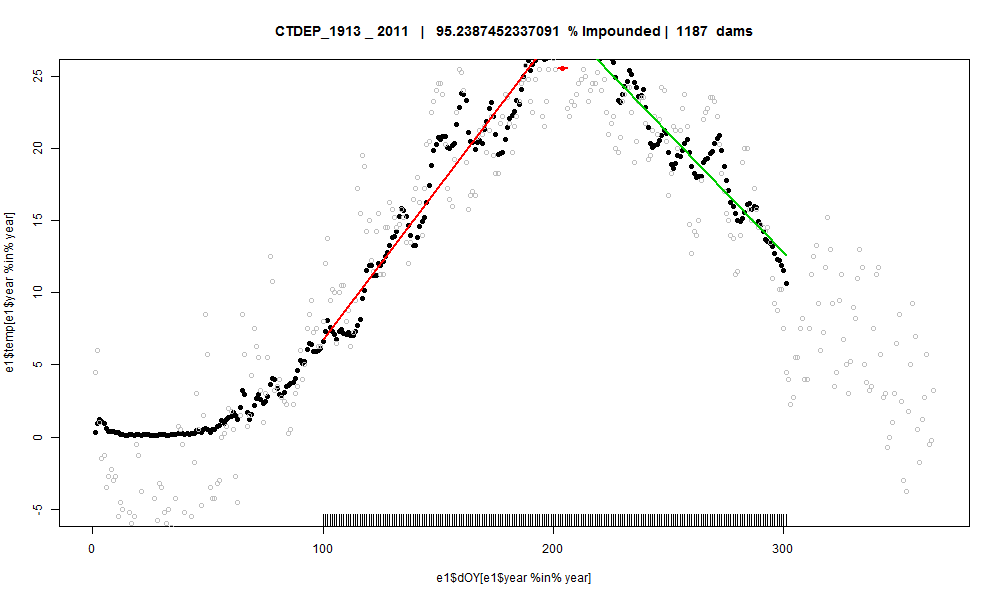 CTDEP_1913 _ 2011 | 95.2387452337091 % Impounded | 1187 dams
25
20
15
10
5
0
-5
e1$temp[e1$year %in% year]
0 100 200 300
e1$dOY[e1$year %in% year]